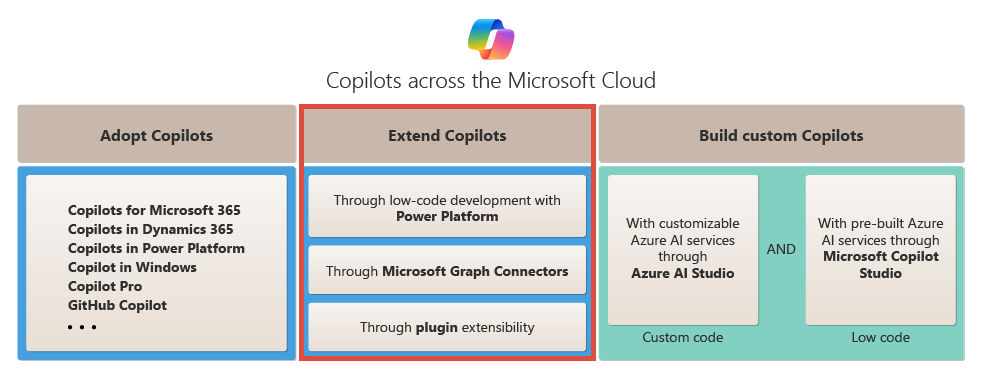 Copilots across the Microsoft Cloud
Adopt Copilots
Copilots for Microsoft 365
Copilots in Dynamics 365
Copilots in Power Platform
Copilot in Windows
Copilot Pro
GitHub Copilot
• • •
Extend Copilots
Through low-code development with
Power Platform
Through Microsoft Graph Connectors
Through plugin extensibility
Build custom Copilots
With customizable
Azure AI services
through
Azure AI Studio
Custom code
AND
With pre-built Azure
AI services through
Microsoft Copilot
Studio
Low code